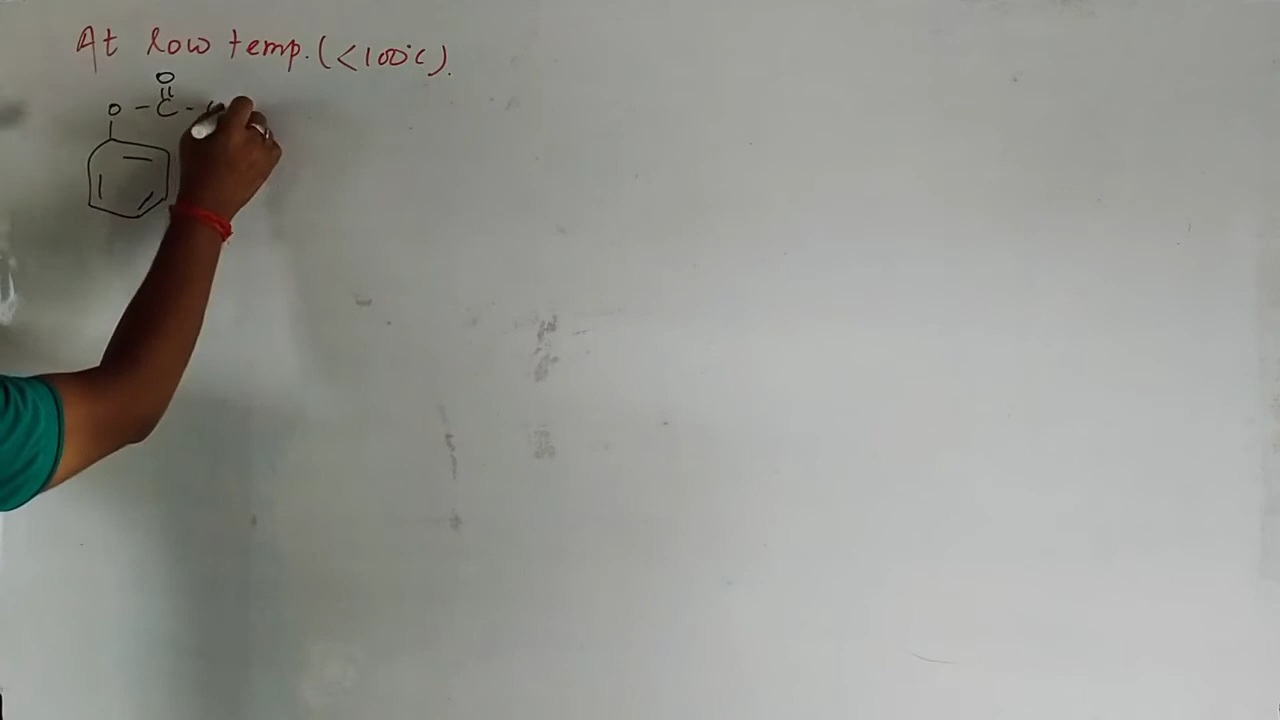 At low temp. (<100°C).
O
O - C -